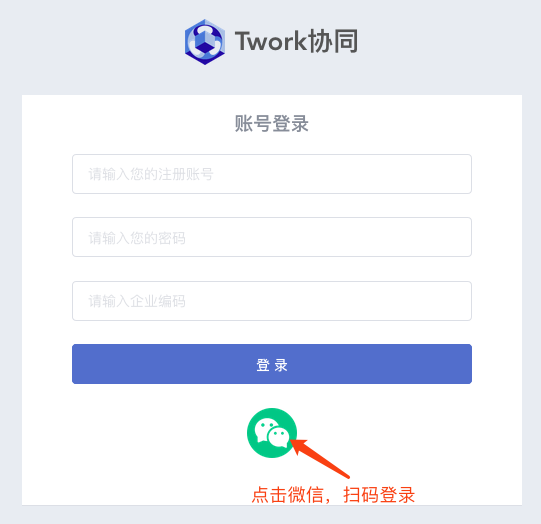 Twork协同
账号登录
请输入您的注册账号
请输入您的密码
请输入企业编码
登 录
点击微信，扫码登录